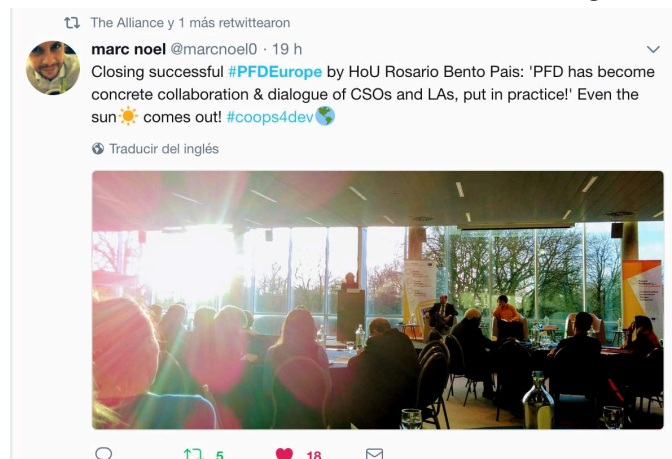 The Alliance y 1 más retwittearon
marc noel @marcnoel0 · 19 h
Closing successful #PFDEurope by HoU Rosario Bento Pais: 'PFD has become
concrete collaboration & dialogue of CSOs and LAs, put in practice!' Even the
sun☀️ comes out! #coops4dev🌎
Traducir del inglés
5 18